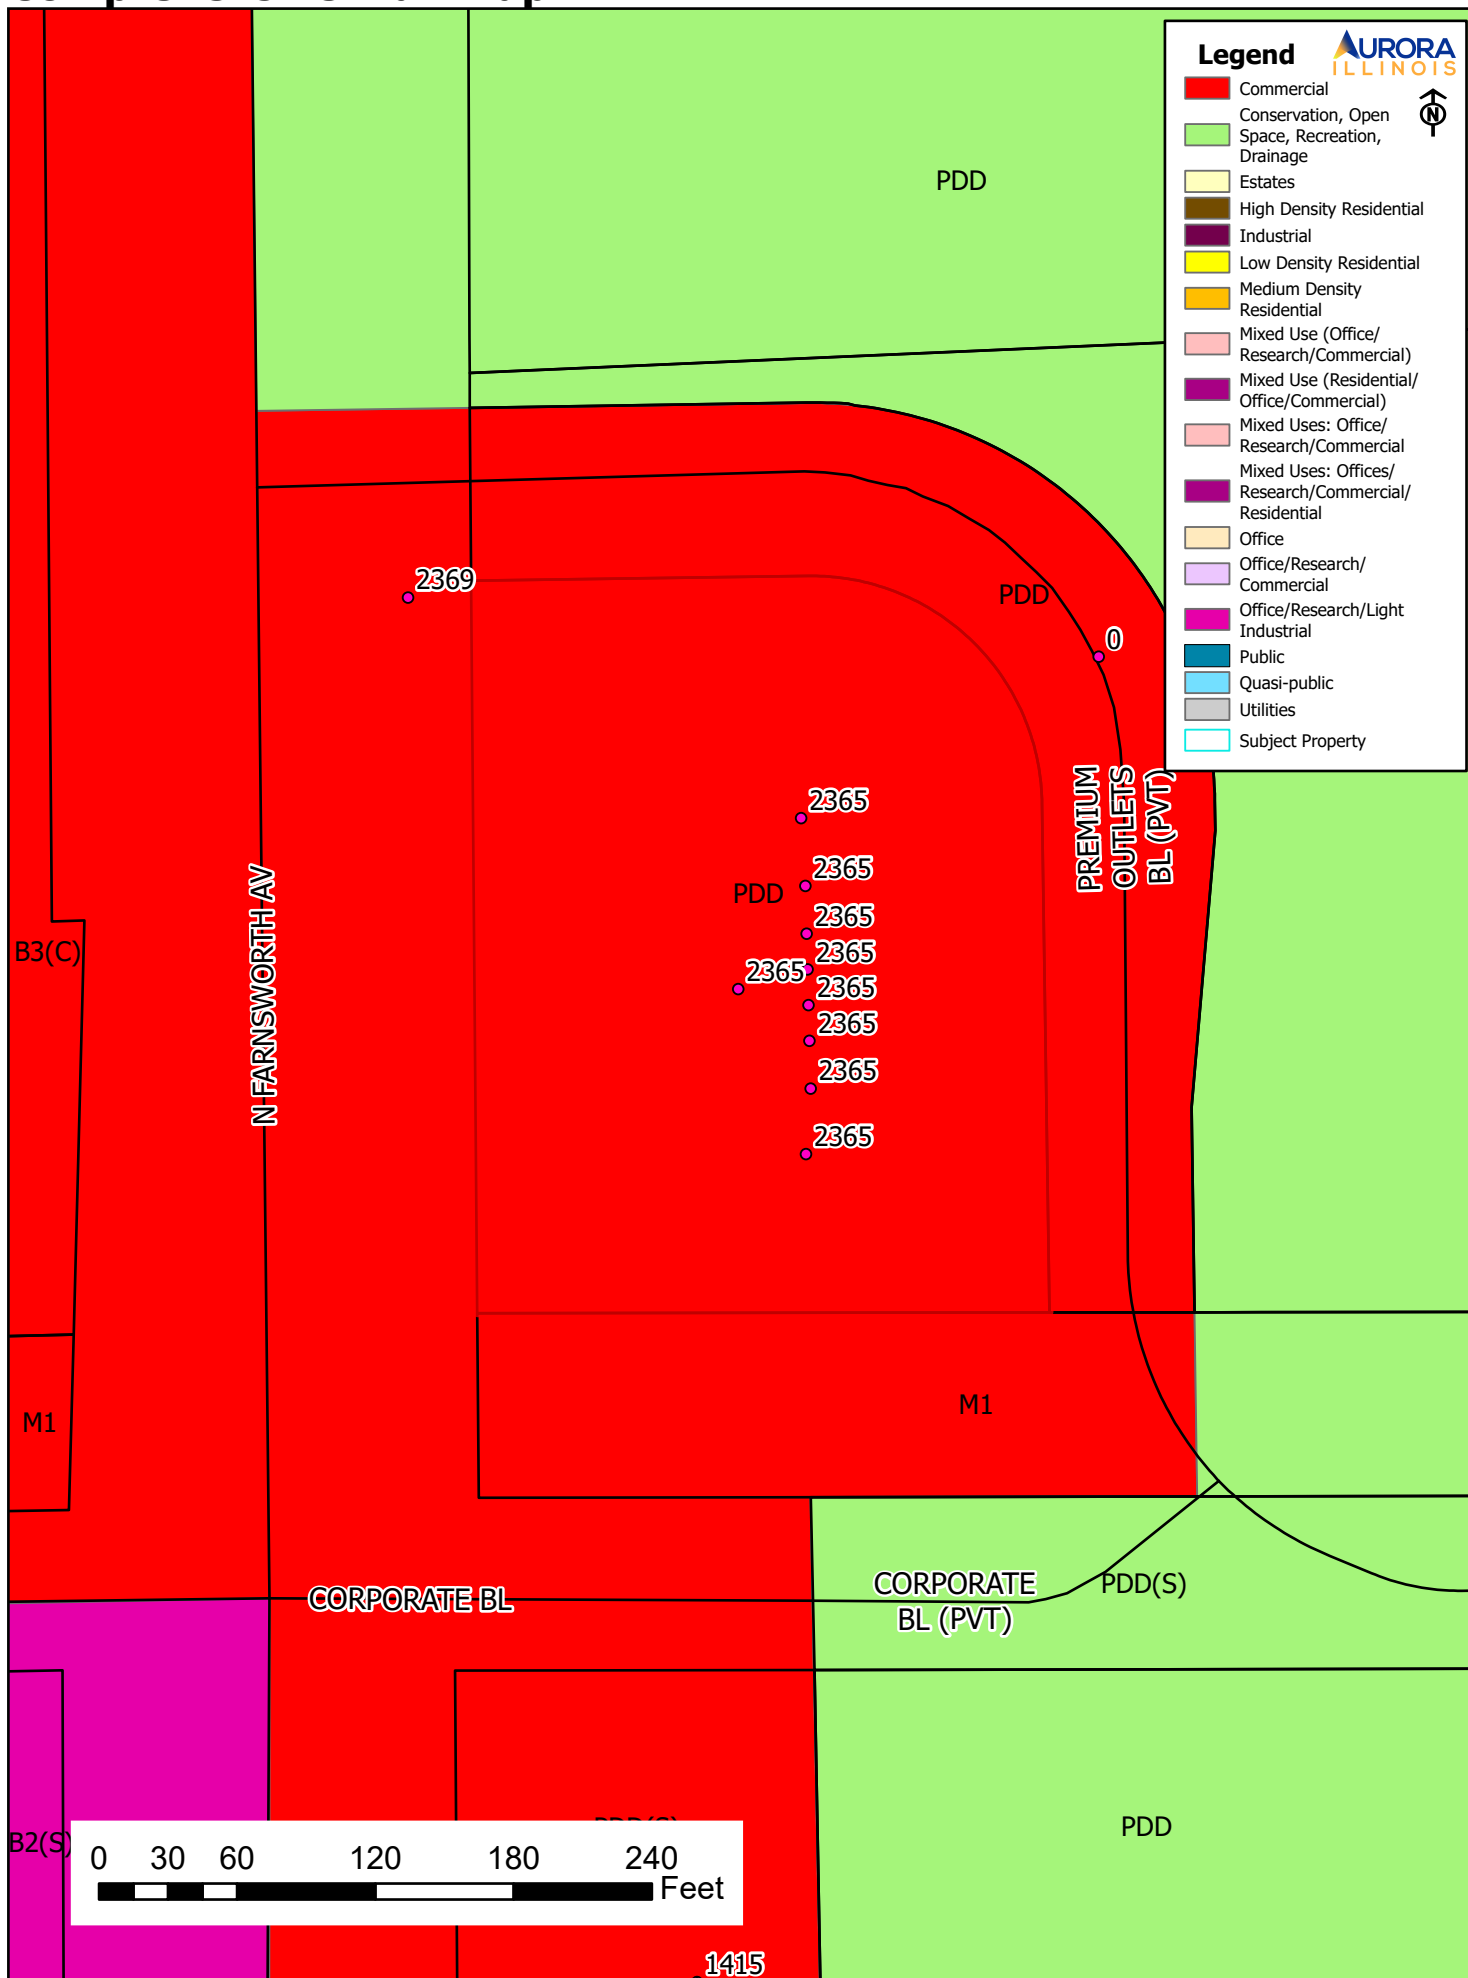 Legend
AURORA
ILLINOIS
N
Commercial
Conservation, Open
Space, Recreation,
Drainage
Estates
High Density Residential
Industrial
Low Density Residential
Medium Density
Residential
Mixed Use (Office/
Research/Commercial)
Mixed Use (Residential/
Office/Commercial)
Mixed Uses: Office/
Research/Commercial
Mixed Uses: Offices/
Research/Commercial/
Residential
Office
Office/Research/
Commercial
Office/Research/Light
Industrial
Public
Quasi-public
Utilities
Subject Property
PDD
2369
PDD
0
PREMIUM
OUTLETS
BL (PVT)
2365
2365
PDD
2365
2365
2365
2365
2365
2365
2365
B3(C)
N FARNSWORTH AV
M1
M1
CORPORATE BL
CORPORATE
BL (PVT)
PDD(S)
B2(S)
PDD
0 30 60 120 180 240
Feet
1415